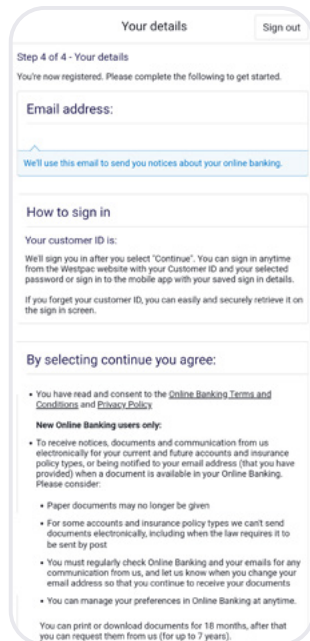 Your details
Sign out
Step 4 of 4 - Your details
You're now registered. Please complete the following to get started.
Email address:
We'll use this email to send you notices about your online banking.
How to sign in
Your customer ID is:
We'll sign you in after you select "Continue". You can sign in anytime
from the Westpac website with your Customer ID and your selected
password or sign in to the mobile app with your saved sign in details.
If you forget your customer ID, you can easily and securely retrieve it on
the sign in screen.
By selecting continue you agree:
• You have read and consent to the Online Banking Terms and
Conditions and Privacy Policy
New Online Banking users only:
• To receive notices, documents and communication from us
electronically for your current and future accounts and insurance
policy types, or being notified to your email address (that you have
provided) when a document is available in your Online Banking.
Please consider:
• Paper documents may no longer be given
• For some accounts and insurance policy types we can't send
documents electronically, including when the law requires it to
be sent by post
• You must regularly check Online Banking and your emails for any
communication from us, and let us know when you change your
email address so that you continue to receive your documents
• You can manage your preferences in Online Banking at anytime.
You can print or download documents for 18 months, after that
you can request them from us (for up to 7 years).